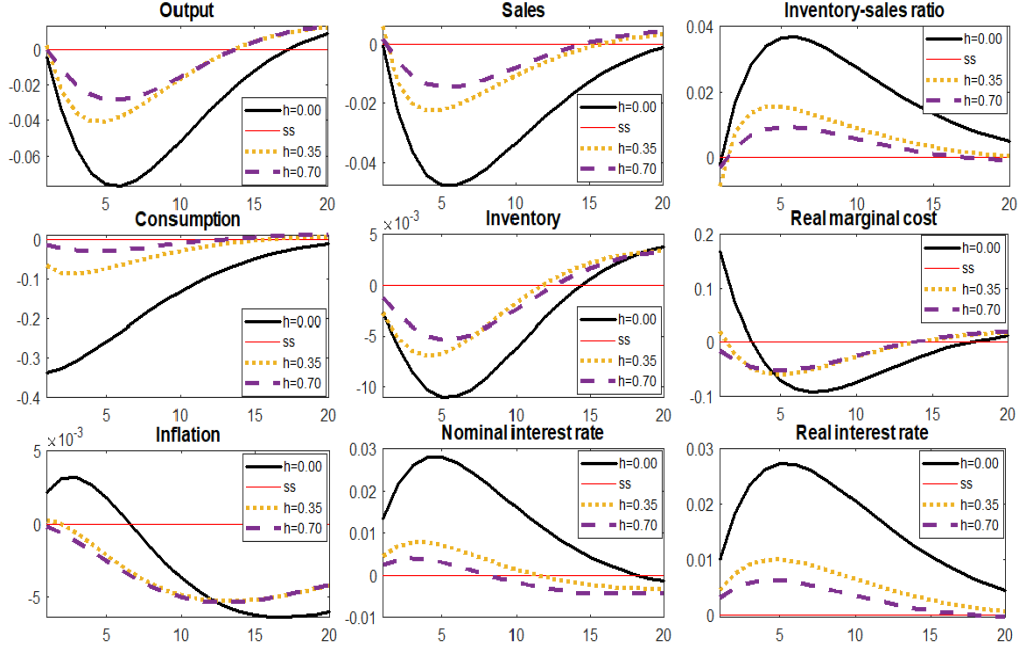 Output
0
-0.02
-0.04
-0.06
h=0.00
ss
h=0.35
h=0.70
5 10 15 20
Sales
0
-0.02
-0.04
h=0.00
ss
h=0.35
h=0.70
5 10 15 20
Inventory-sales ratio
0.04
0.02
0
h=0.00
ss
h=0.35
h=0.70
5 10 15 20
Consumption
0
-0.1
-0.2
-0.3
-0.4
h=0.00
ss
h=0.35
h=0.70
5 10 15 20
Inventory
×10⁻³
5
0
-5
-10
h=0.00
ss
h=0.35
h=0.70
5 10 15 20
Real marginal cost
0.2
0.1
0
-0.1
h=0.00
ss
h=0.35
h=0.70
5 10 15 20
Inflation
×10⁻³
5
0
-5
h=0.00
ss
h=0.35
h=0.70
5 10 15 20
Nominal interest rate
0.03
0.02
0.01
0
-0.01
h=0.00
ss
h=0.35
h=0.70
5 10 15 20
Real interest rate
0.03
0.02
0.01
0
h=0.00
ss
h=0.35
h=0.70
5 10 15 20